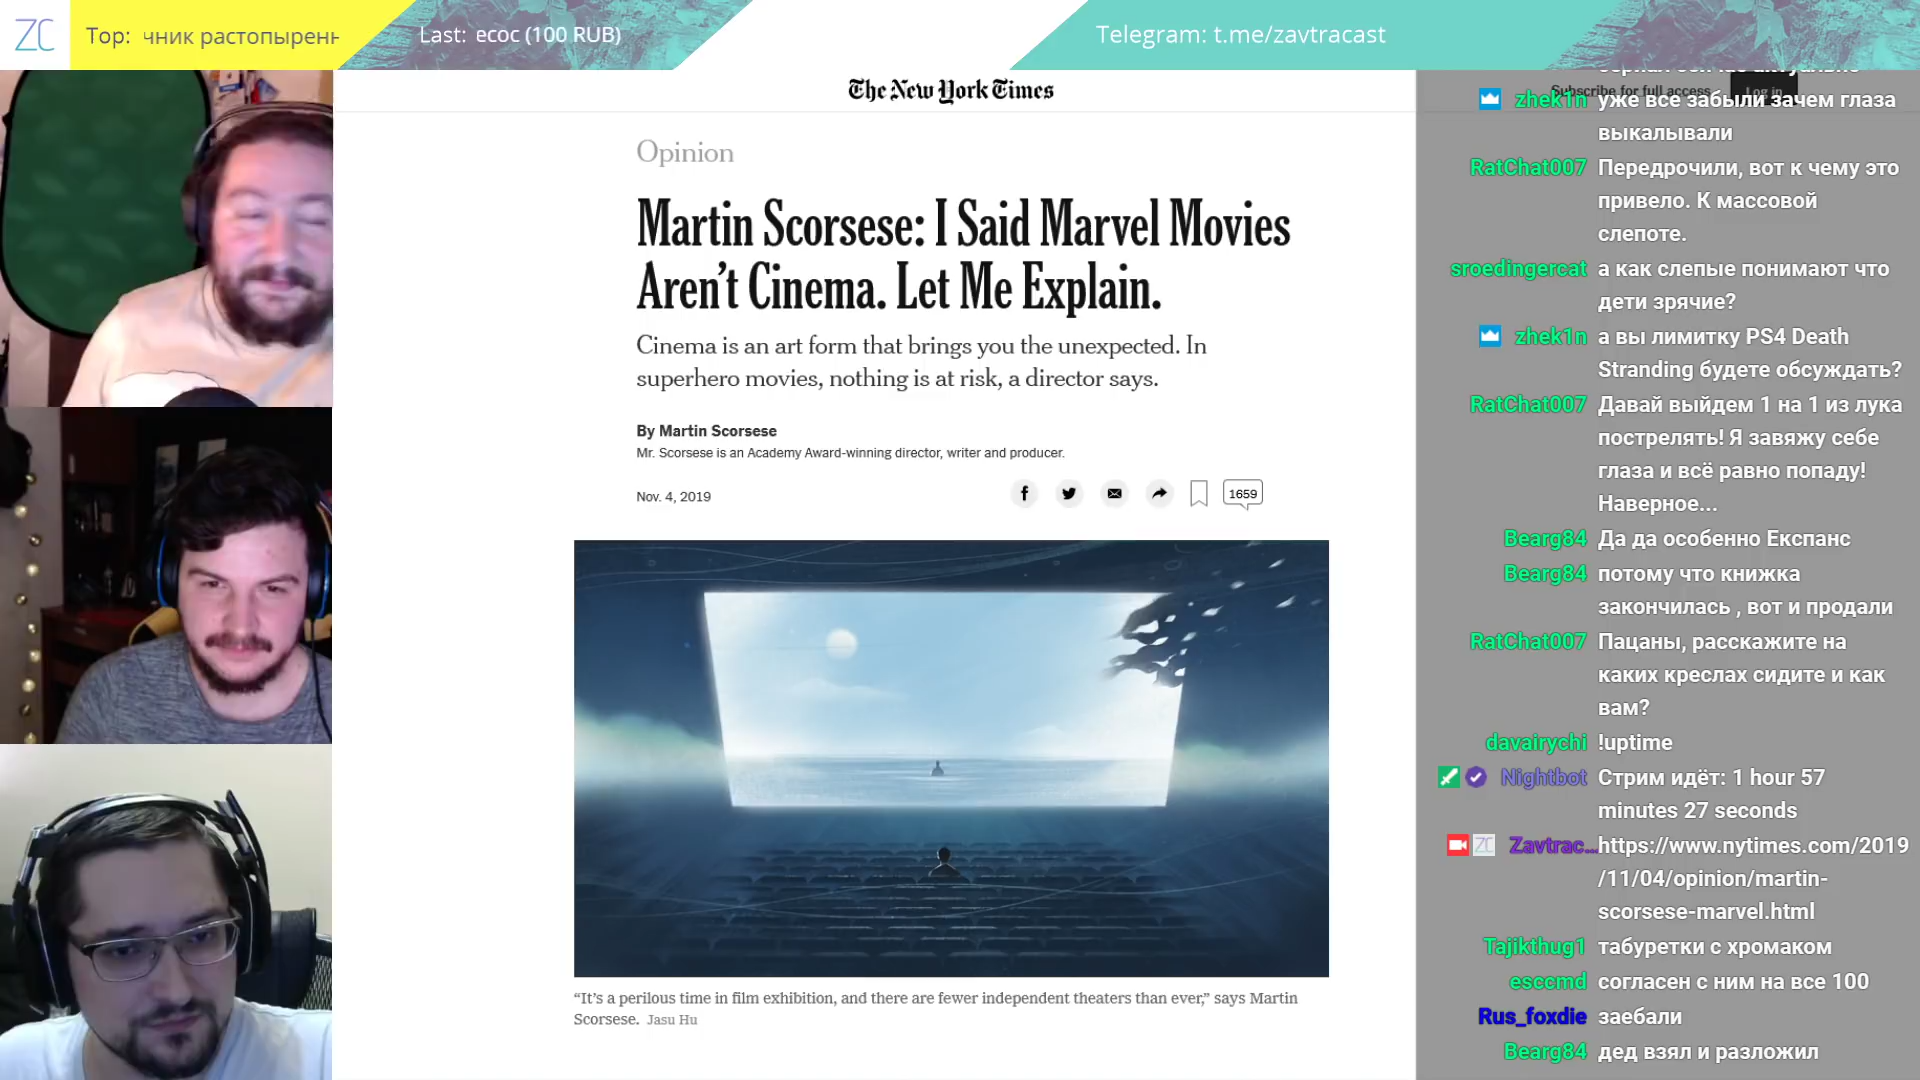 ZC
Top: чник растопыренн
Last: ecoc (100 RUB)
Telegram: t.me/zavtracast
The New York Times
Subscribe for full access
Log in
Opinion
Martin Scorsese: I Said Marvel Movies
Aren’t Cinema. Let Me Explain.
Cinema is an art form that brings you the unexpected. In
superhero movies, nothing is at risk, a director says.
By Martin Scorsese
Mr. Scorsese is an Academy Award-winning director, writer and producer.
Nov. 4, 2019
1659
“It’s a perilous time in film exhibition, and there are fewer independent theaters than ever,” says Martin
Scorsese. Jasu Hu
zhek1n уже все забыли зачем глаза
выкалывали
RatChat007 Передрочили, вот к чему это
привело. К массовой
слепоте.
sroedingercat а как слепые понимают что
дети зрячие?
zhek1n а вы лимитку PS4 Death
Stranding будете обсуждать?
RatChat007 Давай выйдем 1 на 1 из лука
пострелять! Я завяжу себе
глаза и всё равно попаду!
Наверное...
Bearg84 Да да особенно Експанс
Bearg84 потому что книжка
закончилась , вот и продали
RatChat007 Пацаны, расскажите на
каких креслах сидите и как
вам?
davairychi !uptime
Nightbot Стрим идёт: 1 hour 57
minutes 27 seconds
ZC Zavtrac... https://www.nytimes.com/2019
/11/04/opinion/martin-
scorsese-marvel.html
Tajikthug1 табуретки с хромаком
esccmd согласен с ним на все 100
Rus_foxdie заебали
Bearg84 дед взял и разложил